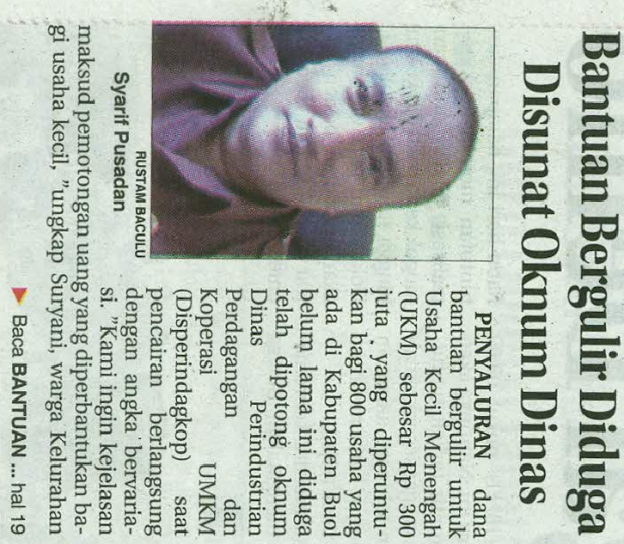 Bantuan Bergulir Diduga
Disunat Oknum Dinas
RUSTAM BACULU
Syarif Pusadan
PENYALURAN dana
bantuan bergulir untuk
Usaha Kecil Menengah
(UKM) sebesar Rp 300
juta yang diperuntu-
kan bagi 800 usaha yang
ada di Kabupaten Buol
belum lama ini diduga
telah dipotong oknum
Dinas Perindustrian
Perdagangan dan
Koperasi UMKM
(Disperindagkop) saat
pencairan berlangsung
dengan angka bervaria-
si. "Kami ingin kejelasan
maksud pemotongan uang yang diperbantukan ba-
gi usaha kecil, "ungkap Suryani, warga Kelurahan
Baca BANTUAN ... hal 19